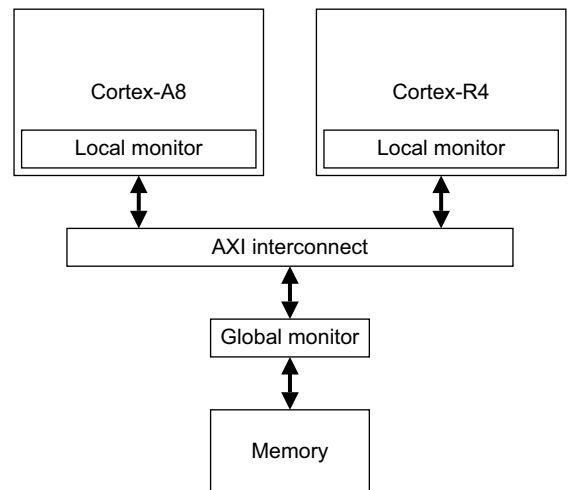 Cortex-A8
Cortex-R4
Local monitor
Local monitor
AXI interconnect
Global monitor
Memory